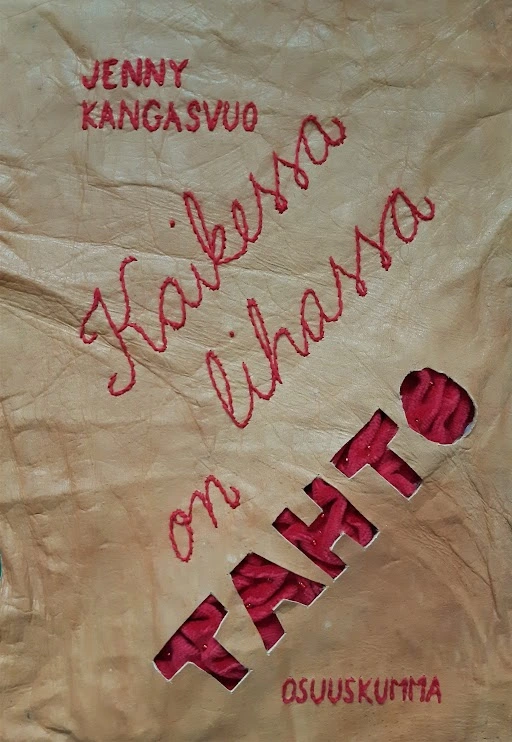 JENNY
KANGASVUO
Kaikessa
lihassa
on
TAHTO
OSUUSKUMMA